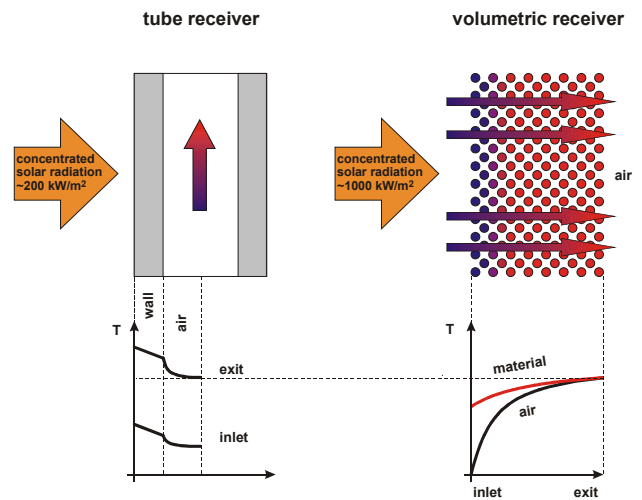 tube receiver
volumetric receiver
concentrated
solar radiation
~200 kW/m²
concentrated
solar radiation
~1000 kW/m²
air
wall
air
T
exit
inlet
T
material
air
inlet
exit